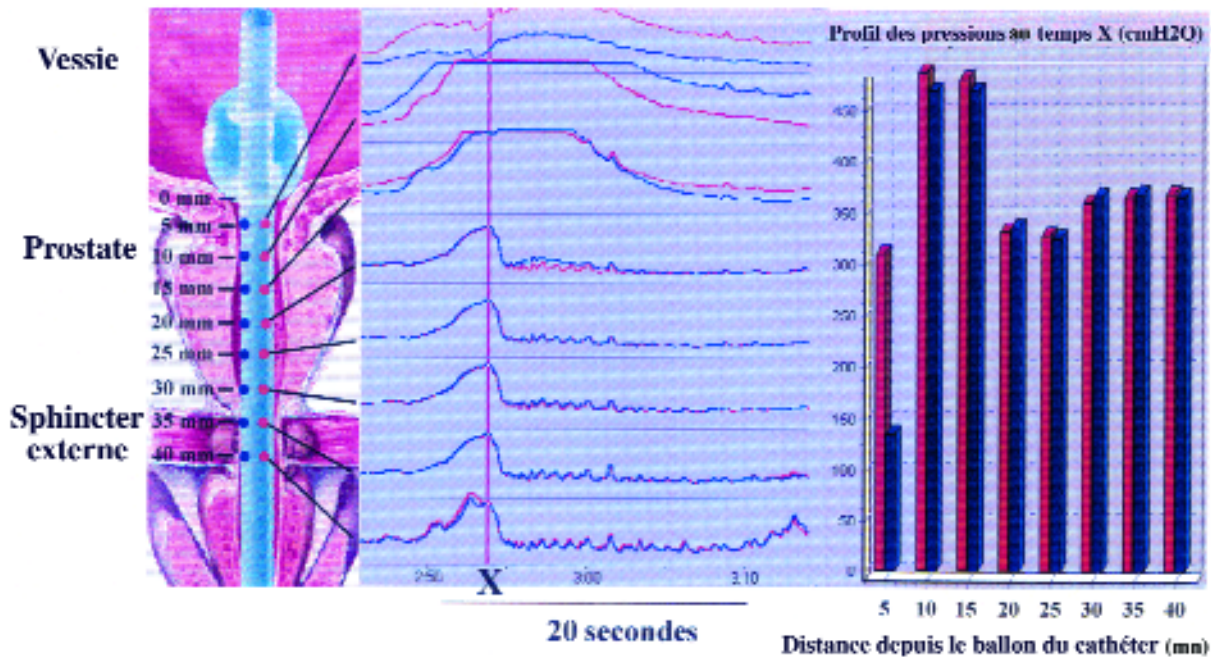 Vessie
Prostate
Sphincter
externe
0 mm
5 mm
10 mm
15 mm
20 mm
25 mm
30 mm
35 mm
40 mm
2:50
3:00
3:10
X
20 secondes
Profil des pressions au temps X (cmH2O)
450
400
350
300
250
200
150
100
50
0
5 10 15 20 25 30 35 40
Distance depuis le ballon du cathéter (mn)